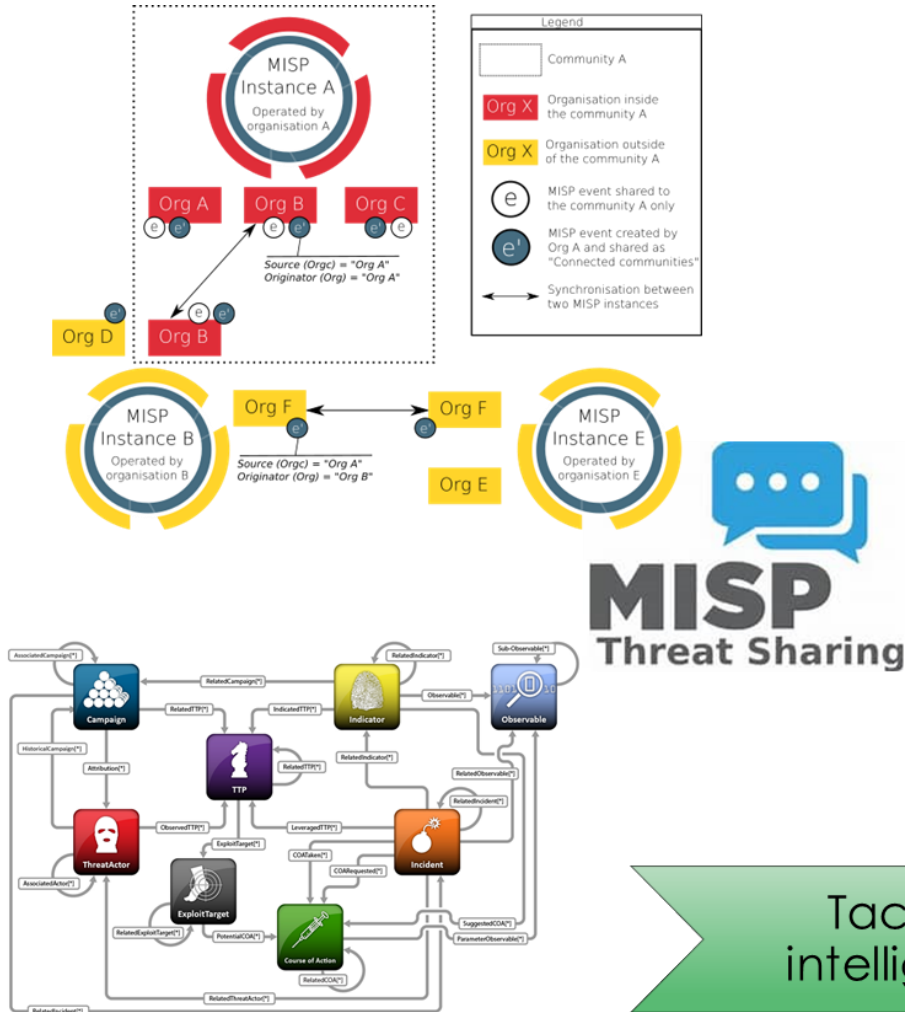 MISP
Instance A
Operated by
organisation A
Org A
Org B
Org C
e
e'
e
e'
e'
e
Source (Orgc) = "Org A"
Originator (Org) = "Org A"
e'
e
e'
Org D
Org B
Legend
Community A
Org X
Organisation inside
the community A
Org X
Organisation outside
of the community A
e
MISP event shared to
the community A only
e'
MISP event created by
Org A and shared as
"Connected communities"
Synchronisation between
two MISP instances
MISP
Instance B
Operated by
organisation B
Org F
e'
Source (Orgc) = "Org A"
Originator (Org) = "Org B"
Org F
e'
Org E
MISP
Instance E
Operated by
organisation E
MISP
Threat Sharing
AssociatedCampaign[*]
RelatedIndicator[*]
Sub-Observable[*]
RelatedCampaign[*]
Observable[*]
Campaign
Indicator
Observable
RelatedTTP[*]
IndicatedTTP[*]
HistoricalCampaign[*]
Attribution[*]
TTP
RelatedTTP[*]
RelatedIndicator[*]
RelatedObservable[*]
RelatedIncident[*]
ObservedTTP[*]
LeveragedTTP[*]
ThreatActor
ExploitTarget[*]
COATaken[*]
Incident
COARequested[*]
AssociatedActor[*]
ExploitTarget
SuggestedCOA[*]
RelatedExploitTarget[*]
PotentialCOA[*]
Course of Action
ParameterObservable[*]
RelatedCOA[*]
RelatedThreatActor[*]
RelatedIncident[*]
Tac
intellig